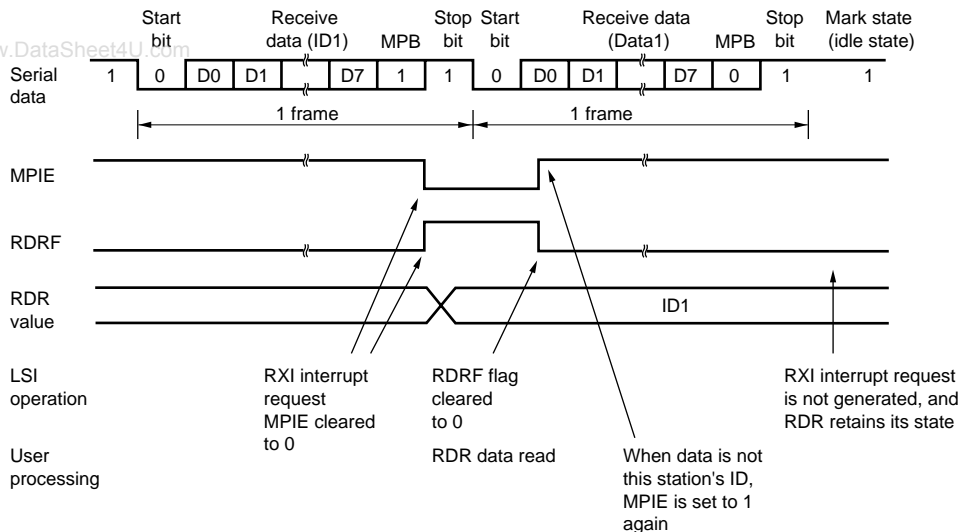 Start Receive Stop Start Receive data Stop Mark state
bit data (ID1) MPB bit bit (Data1) MPB bit (idle state)
w.DataSheet4U.com
Serial data 1 0 D0 D1 D7 1 1 0 D0 D1 D7 0 1 1
1 frame 1 frame
MPIE
RDRF
RDR value ID1
LSI operation
RXI interrupt request MPIE cleared to 0
RDRF flag cleared to 0
RXI interrupt request is not generated, and RDR retains its state
User processing
RDR data read
When data is not this station's ID, MPIE is set to 1 again